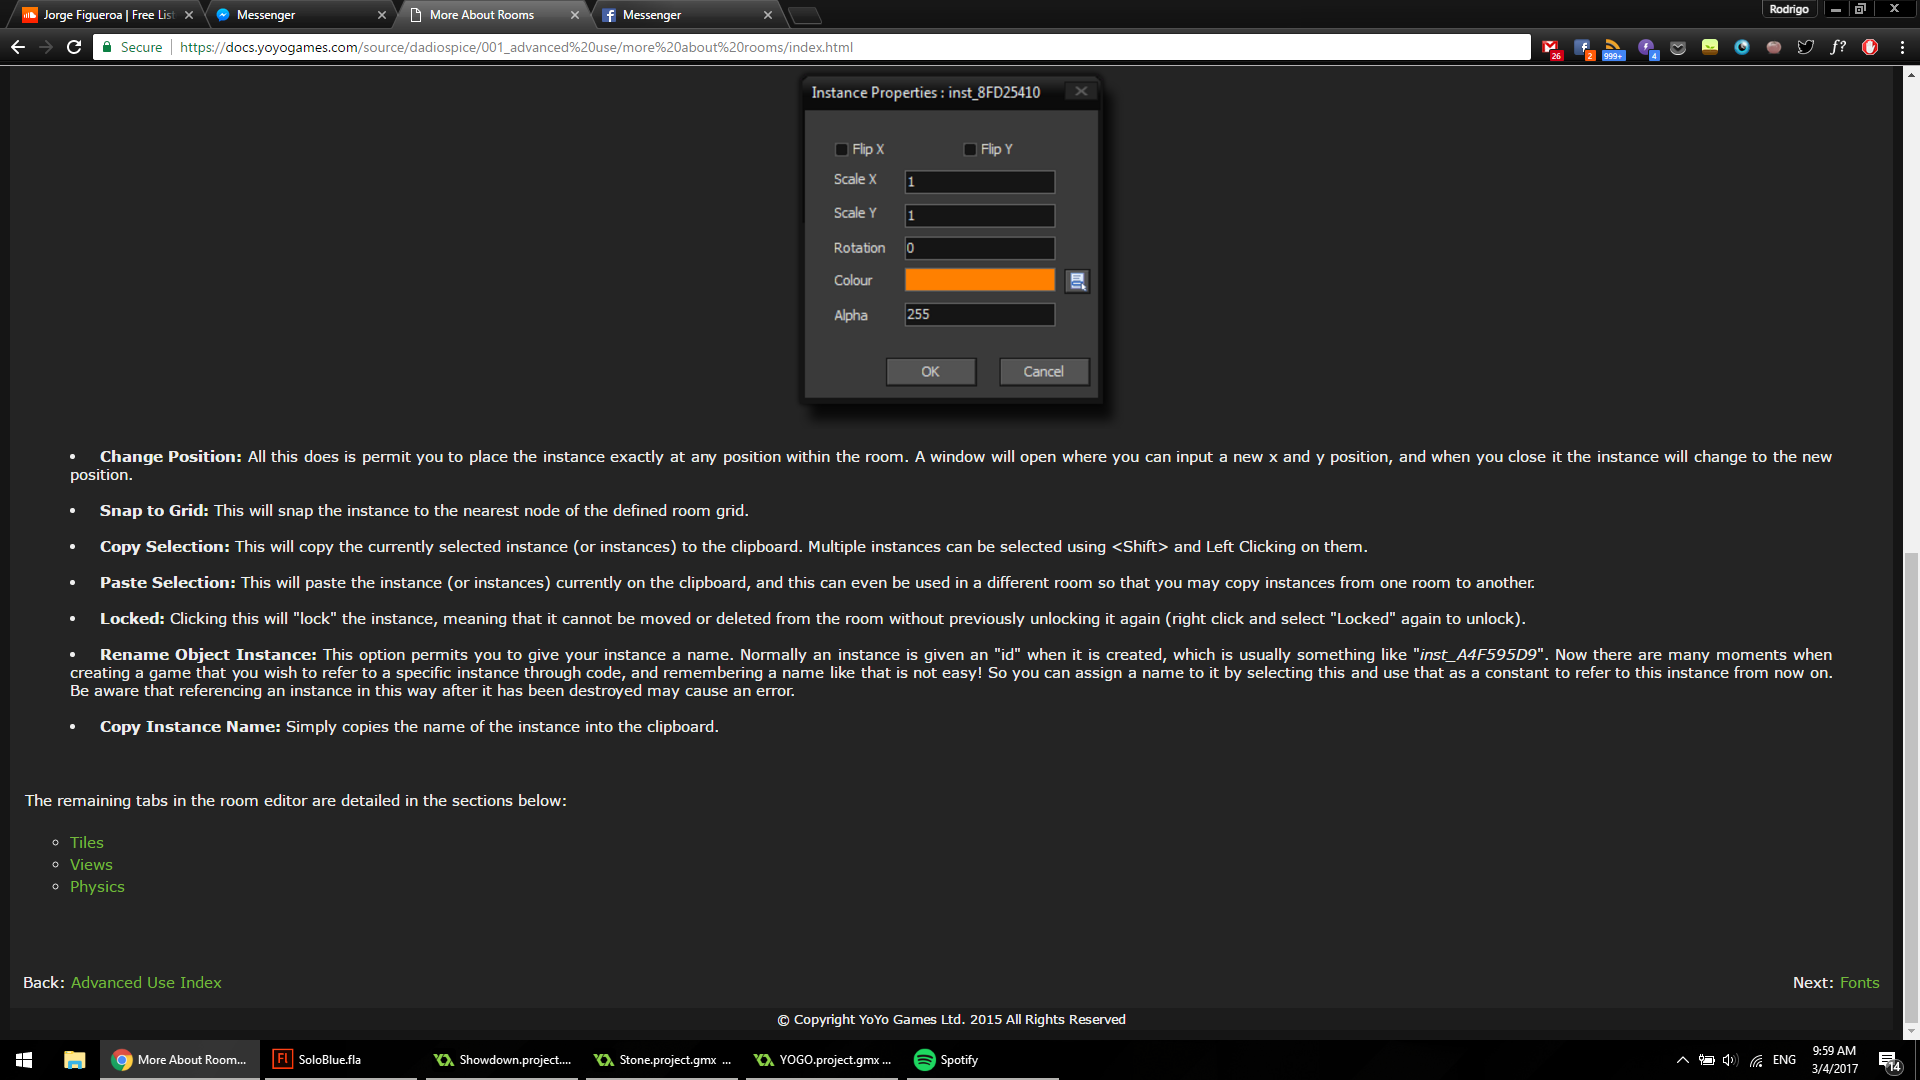 Jorge Figueroa | Free List
Messenger
More About Rooms
Messenger
Rodrigo
Secure
https://docs.yoyogames.com/source/dadiospice/001_advanced%20use/more%20about%20rooms/index.html
26
2
999+
4
f?
Instance Properties : inst_8FD25410
Flip X
Flip Y
Scale X
1
Scale Y
1
Rotation
0
Colour
Alpha
255
OK
Cancel
• Change Position: All this does is permit you to place the instance exactly at any position within the room. A window will open where you can input a new x and y position, and when you close it the instance will change to the new
position.
• Snap to Grid: This will snap the instance to the nearest node of the defined room grid.
• Copy Selection: This will copy the currently selected instance (or instances) to the clipboard. Multiple instances can be selected using <Shift> and Left Clicking on them.
• Paste Selection: This will paste the instance (or instances) currently on the clipboard, and this can even be used in a different room so that you may copy instances from one room to another.
• Locked: Clicking this will "lock" the instance, meaning that it cannot be moved or deleted from the room without previously unlocking it again (right click and select "Locked" again to unlock).
• Rename Object Instance: This option permits you to give your instance a name. Normally an instance is given an "id" when it is created, which is usually something like "inst_A4F595D9". Now there are many moments when
creating a game that you wish to refer to a specific instance through code, and remembering a name like that is not easy! So you can assign a name to it by selecting this and use that as a constant to refer to this instance from now on.
Be aware that referencing an instance in this way after it has been destroyed may cause an error.
• Copy Instance Name: Simply copies the name of the instance into the clipboard.
The remaining tabs in the room editor are detailed in the sections below:
Tiles
Views
Physics
Back: Advanced Use Index
Next: Fonts
© Copyright YoYo Games Ltd. 2015 All Rights Reserved
More About Room...
Fl
SoloBlue.fla
Showdown.project....
Stone.project.gmx ...
YOGO.project.gmx ...
Spotify
ENG
9:59 AM
3/4/2017
14